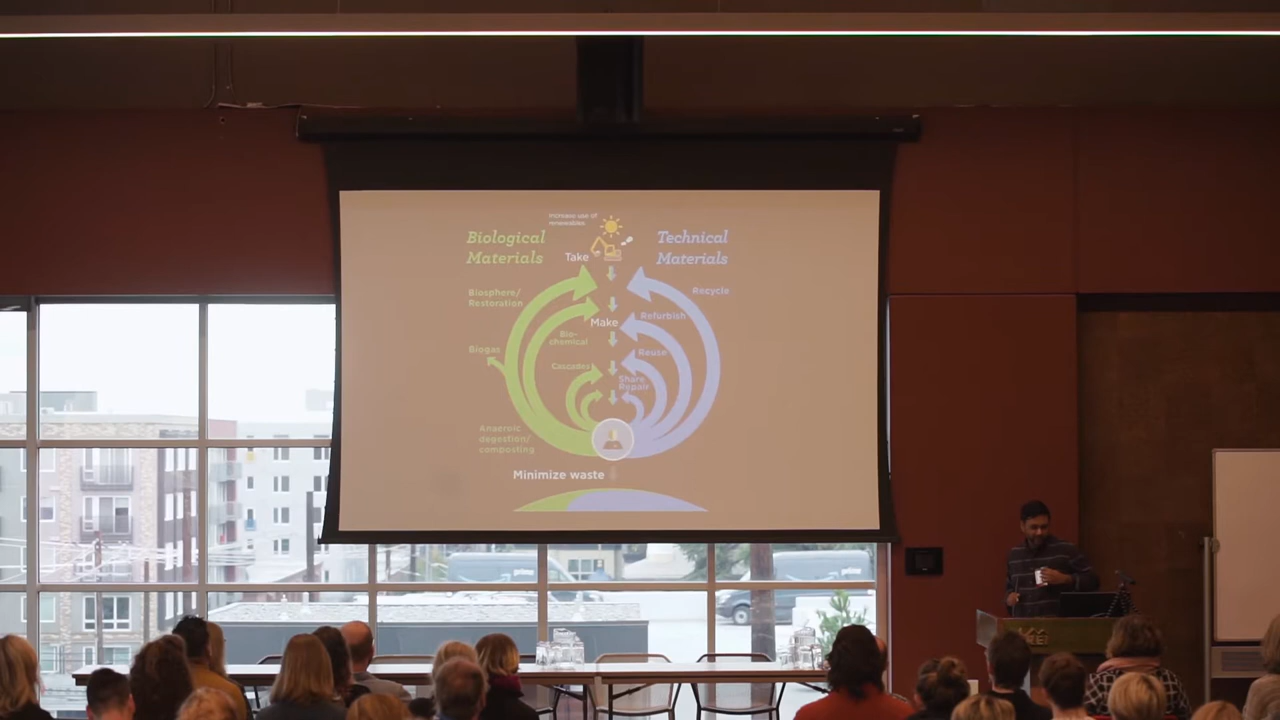 Increase use of
renewables
Biological
Materials
Technical
Materials
Take
Biosphere/
Restoration
Recycle
Refurbish
Make
Bio-
chemical
Biogas
Reuse
Cascades
Share
Repair
Anaeroic
degestion/
composting
Minimize waste